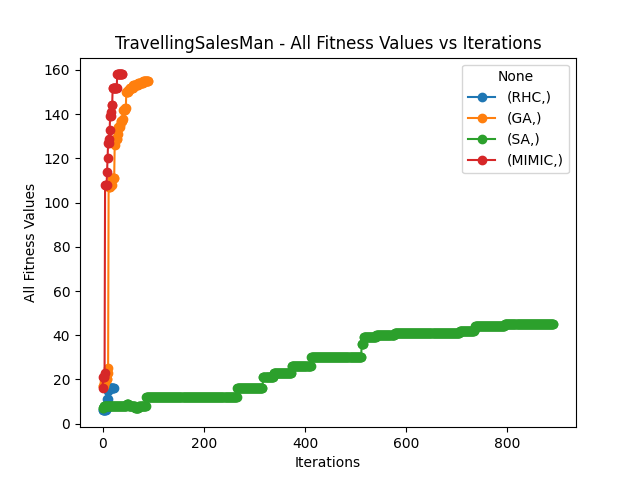 TravellingSalesMan - All Fitness Values vs Iterations
All Fitness Values
160
140
120
100
80
60
40
20
0
None
(RHC,)
(GA,)
(SA,)
(MIMIC,)
0 200 400 600 800
Iterations